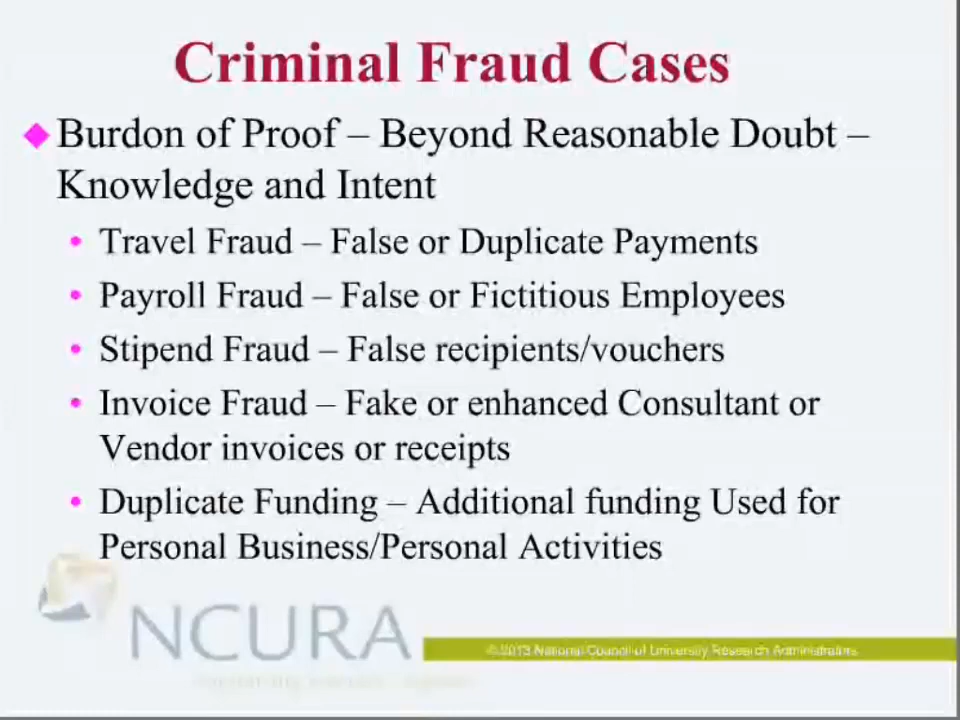 Criminal Fraud Cases
Burdon of Proof – Beyond Reasonable Doubt –
Knowledge and Intent
• Travel Fraud – False or Duplicate Payments
• Payroll Fraud – False or Fictitious Employees
• Stipend Fraud – False recipients/vouchers
• Invoice Fraud – Fake or enhanced Consultant or
Vendor invoices or receipts
• Duplicate Funding – Additional funding Used for
Personal Business/Personal Activities
NCURA
©2013 National Council of University Research Administrators